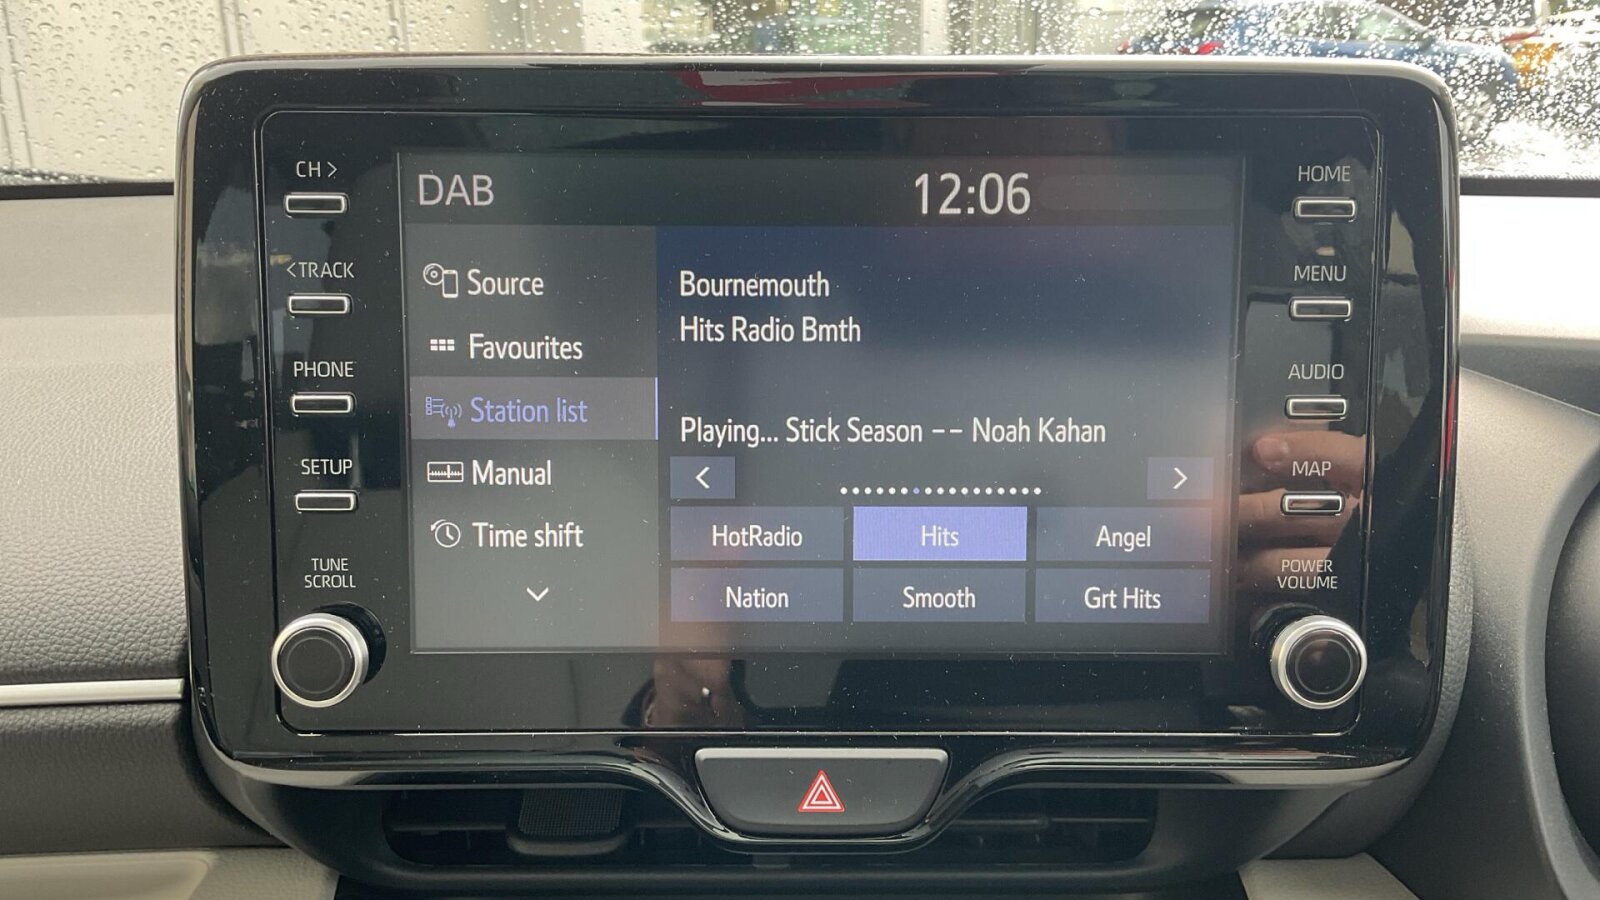 CH >
< TRACK
PHONE
SETUP
TUNE
SCROLL
DAB
12:06
Source
Favourites
Station list
Manual
Time shift
Bournemouth
Hits Radio Bmth
Playing... Stick Season -- Noah Kahan
< >
HotRadio Hits Angel
Nation Smooth Grt Hits
HOME
MENU
AUDIO
MAP
POWER
VOLUME